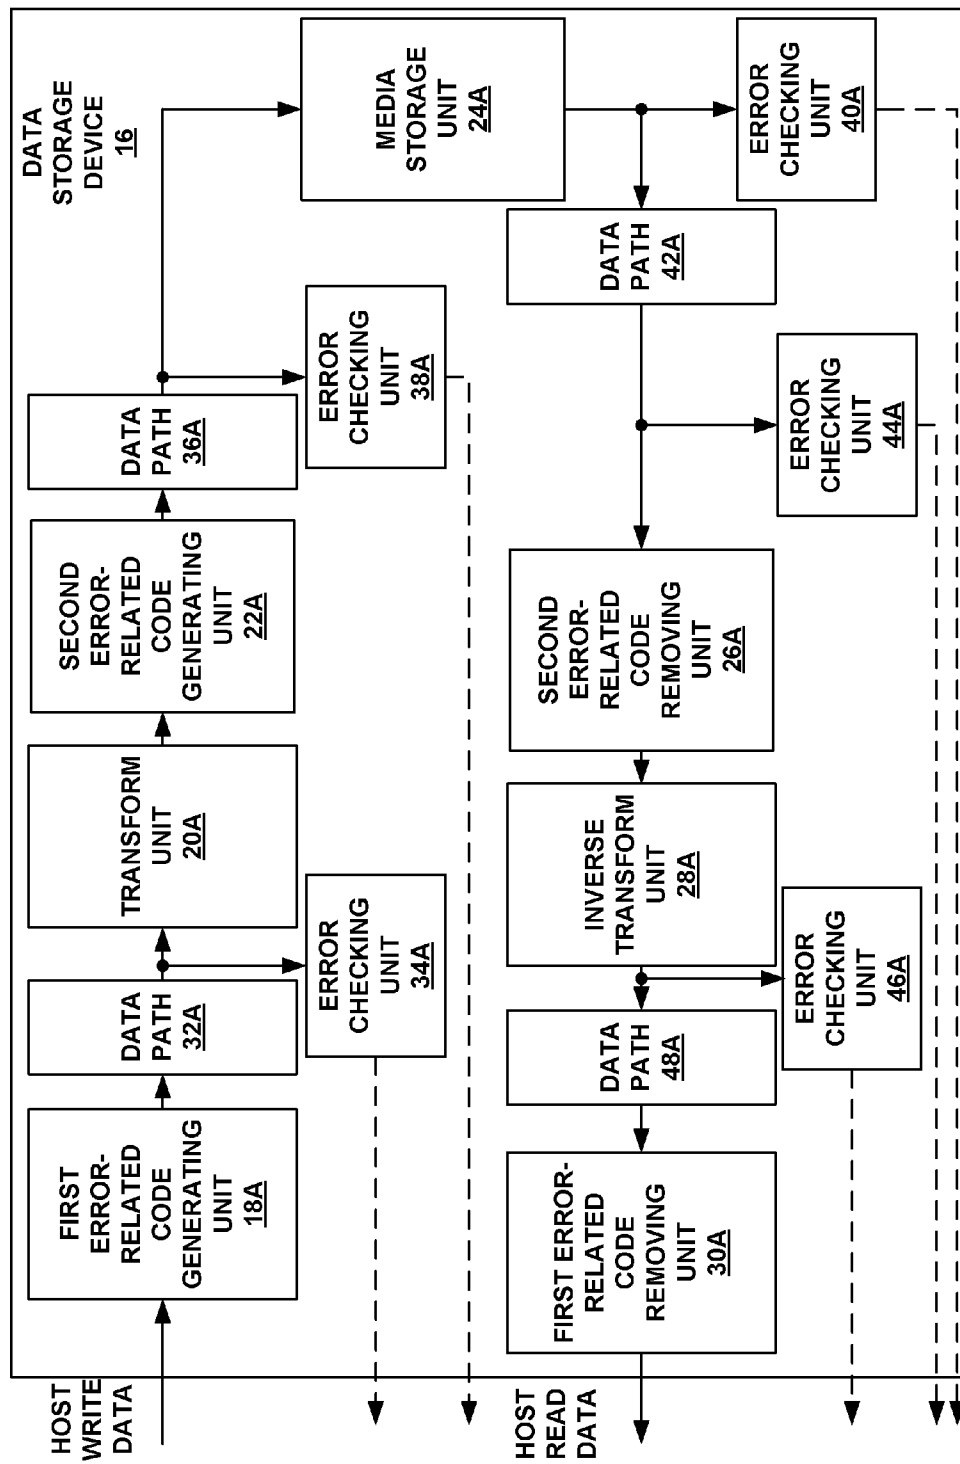 DATA
STORAGE
DEVICE
16
HOST
WRITE
DATA
FIRST
ERROR-
RELATED
CODE
GENERATING
UNIT
18A
DATA
PATH
32A
TRANSFORM
UNIT
20A
SECOND
ERROR-
RELATED
CODE
GENERATING
UNIT
22A
DATA
PATH
36A
ERROR
CHECKING
UNIT
34A
ERROR
CHECKING
UNIT
38A
MEDIA
STORAGE
UNIT
24A
HOST
READ
DATA
FIRST ERROR-
RELATED
CODE
REMOVING
UNIT
30A
DATA
PATH
48A
INVERSE
TRANSFORM
UNIT
28A
SECOND
ERROR-
RELATED
CODE
REMOVING
UNIT
26A
DATA
PATH
42A
ERROR
CHECKING
UNIT
46A
ERROR
CHECKING
UNIT
44A
ERROR
CHECKING
UNIT
40A